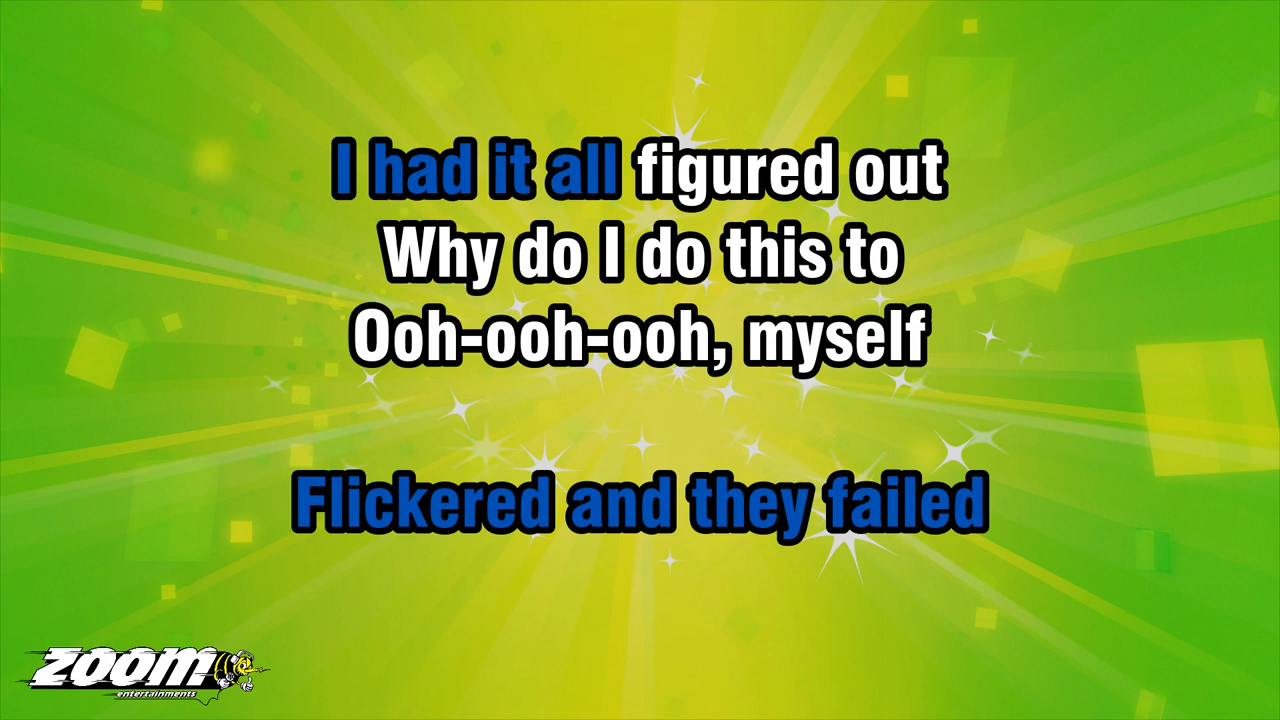 I had it all figured out
Why do I do this to
Ooh-ooh-ooh, myself
Flickered and they failed
zoom
entertainments